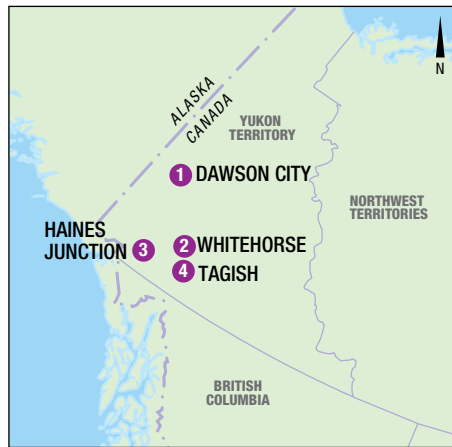 N
ALASKA
CANADA
YUKON
TERRITORY
1 DAWSON CITY
NORTHWEST
TERRITORIES
HAINES
JUNCTION 3
2 WHITEHORSE
4 TAGISH
BRITISH
COLUMBIA